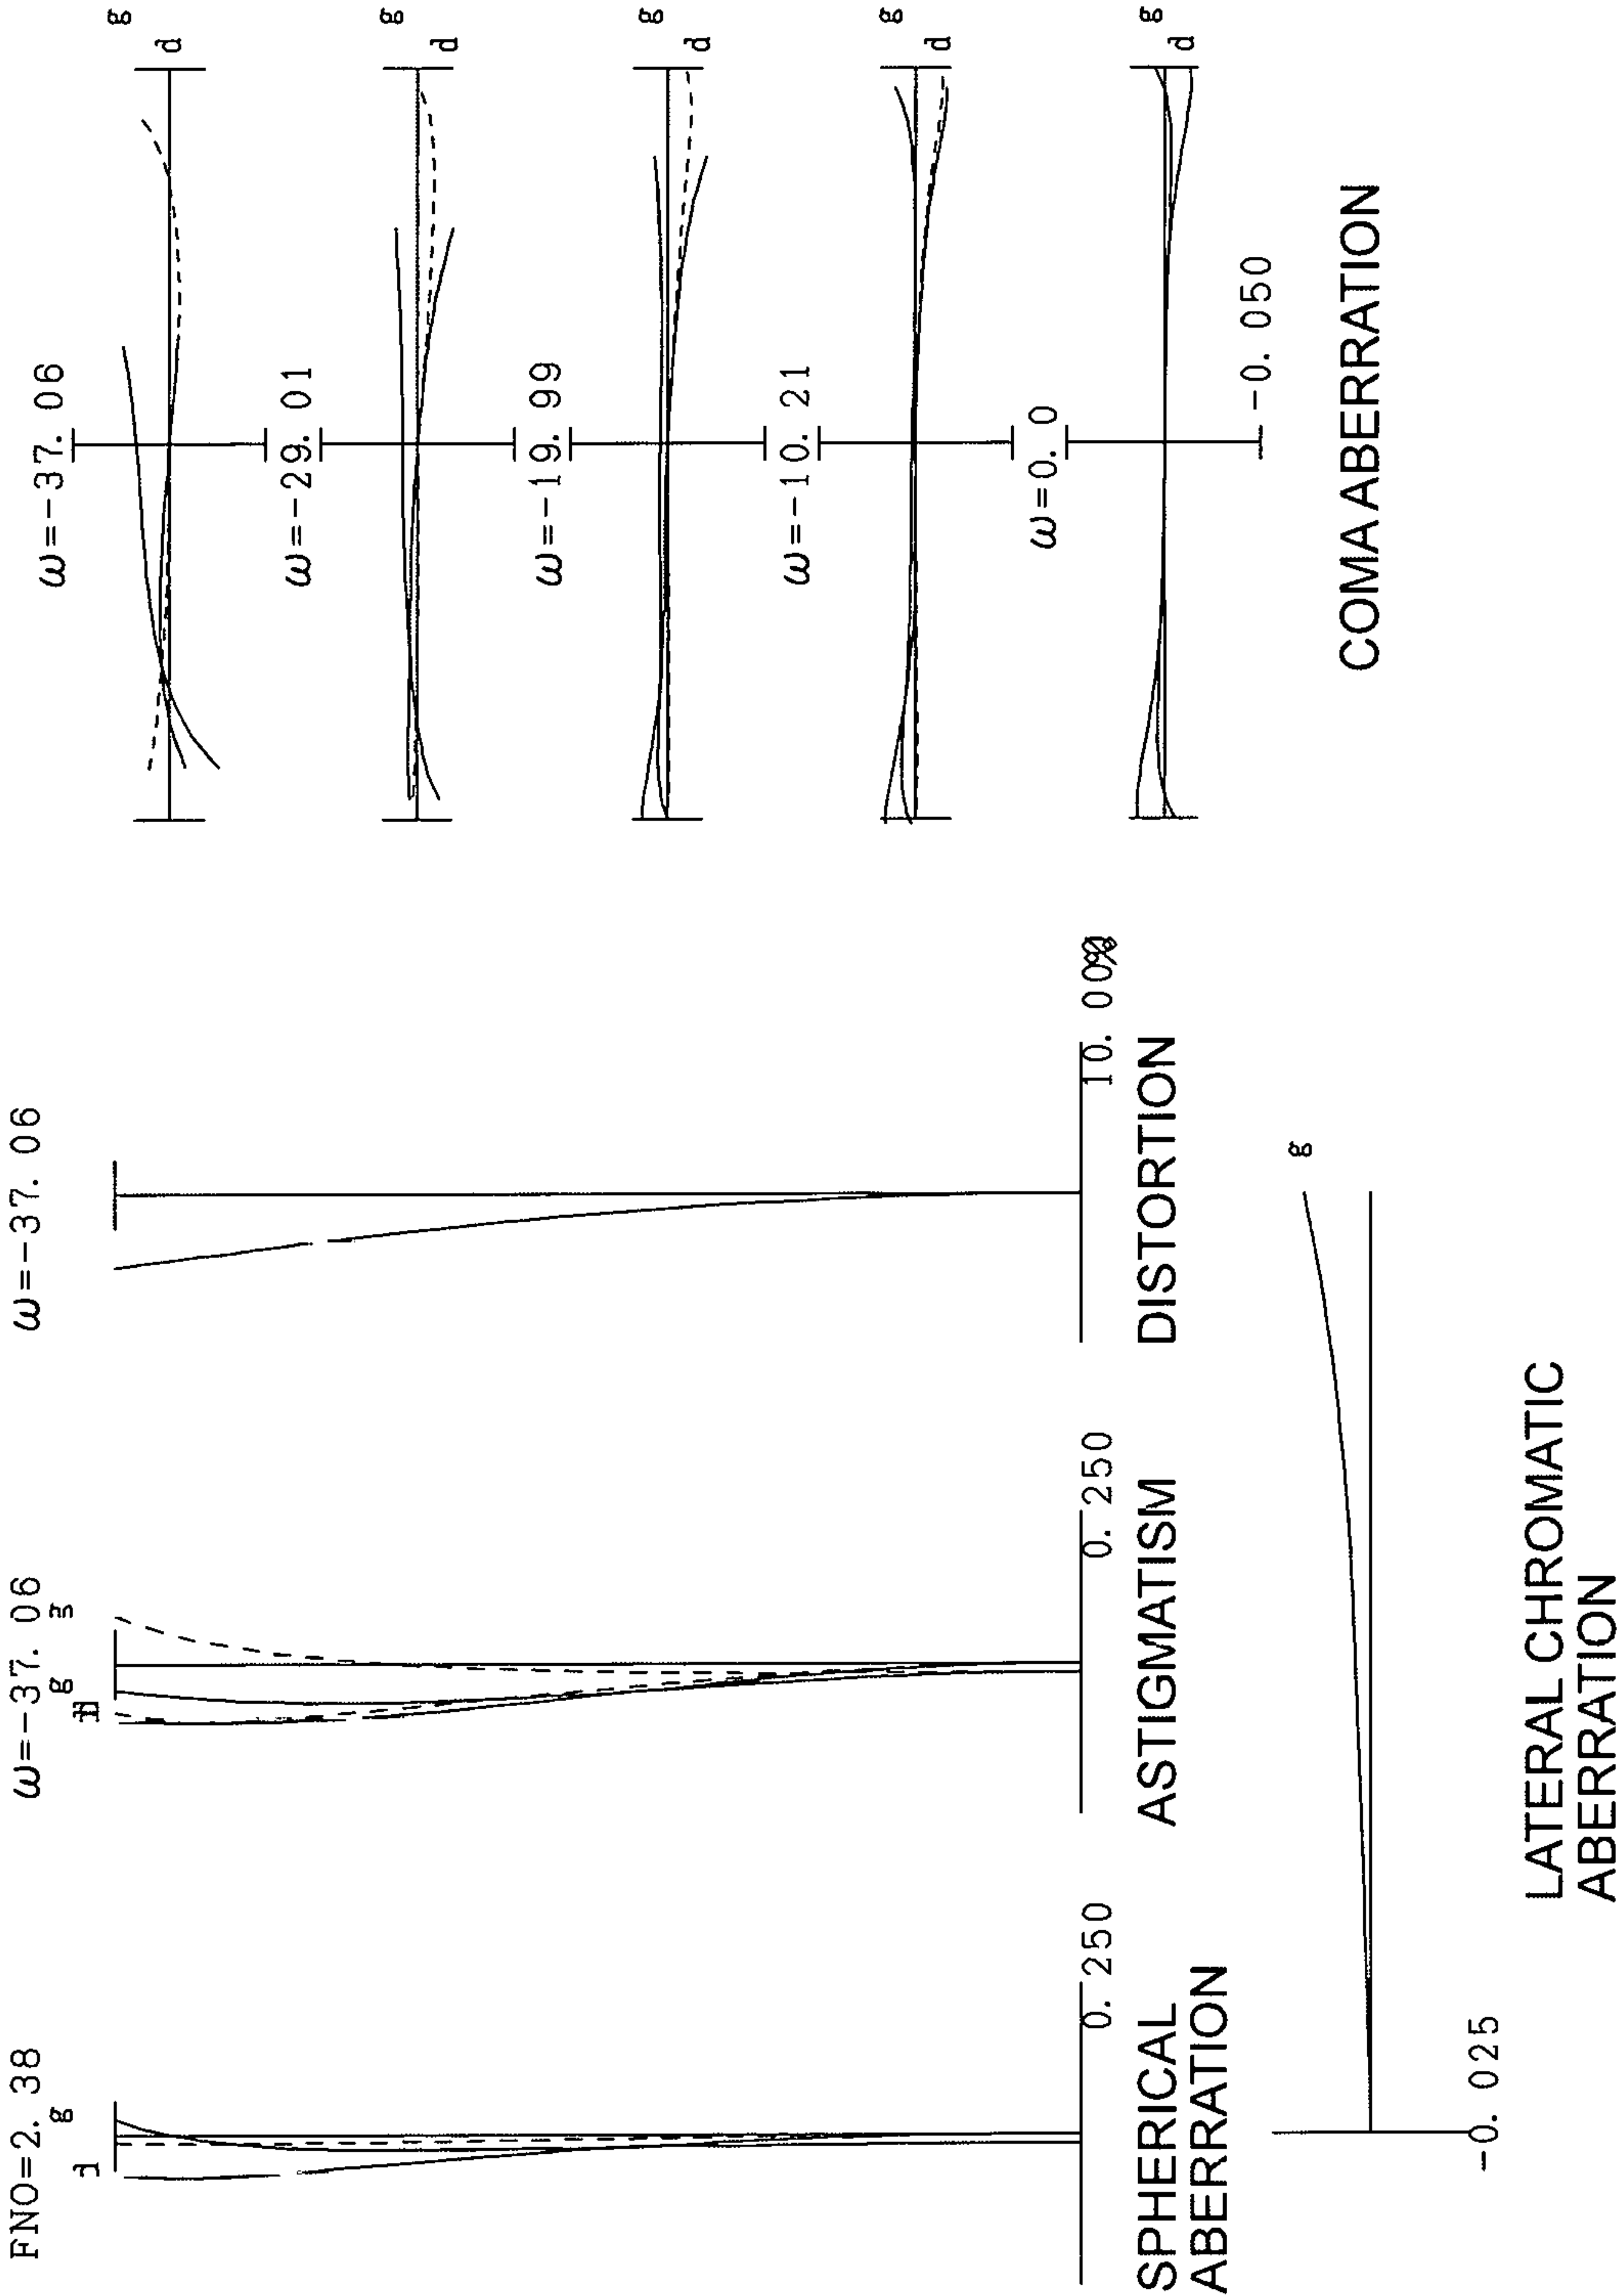 FNO=2. 38
g
SPHERICAL
ABERRATION
0. 250
ω=-37. 06
g
g
ASTIGMATISM
0. 250
ω=-37. 06
DISTORTION
10. 00%
LATERAL CHROMATIC
ABERRATION
g
-0. 025
ω=-37. 06
g
d
ω=-29. 01
g
d
ω=-19. 99
g
d
ω=-10. 21
g
d
ω=0. 0
g
d
-0. 050
COMA ABERRATION